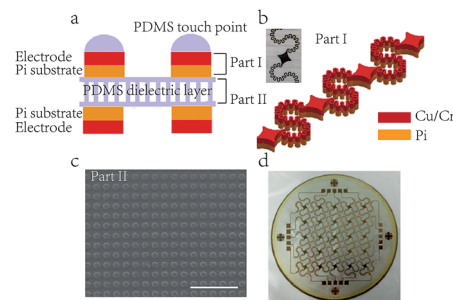 a
PDMS touch point
Electrode
Pi substrate
Part I
PDMS dielectric layer
Part II
Pi substrate
Electrode
b
Part I
Cu/Cr
Pi
c
Part II
d